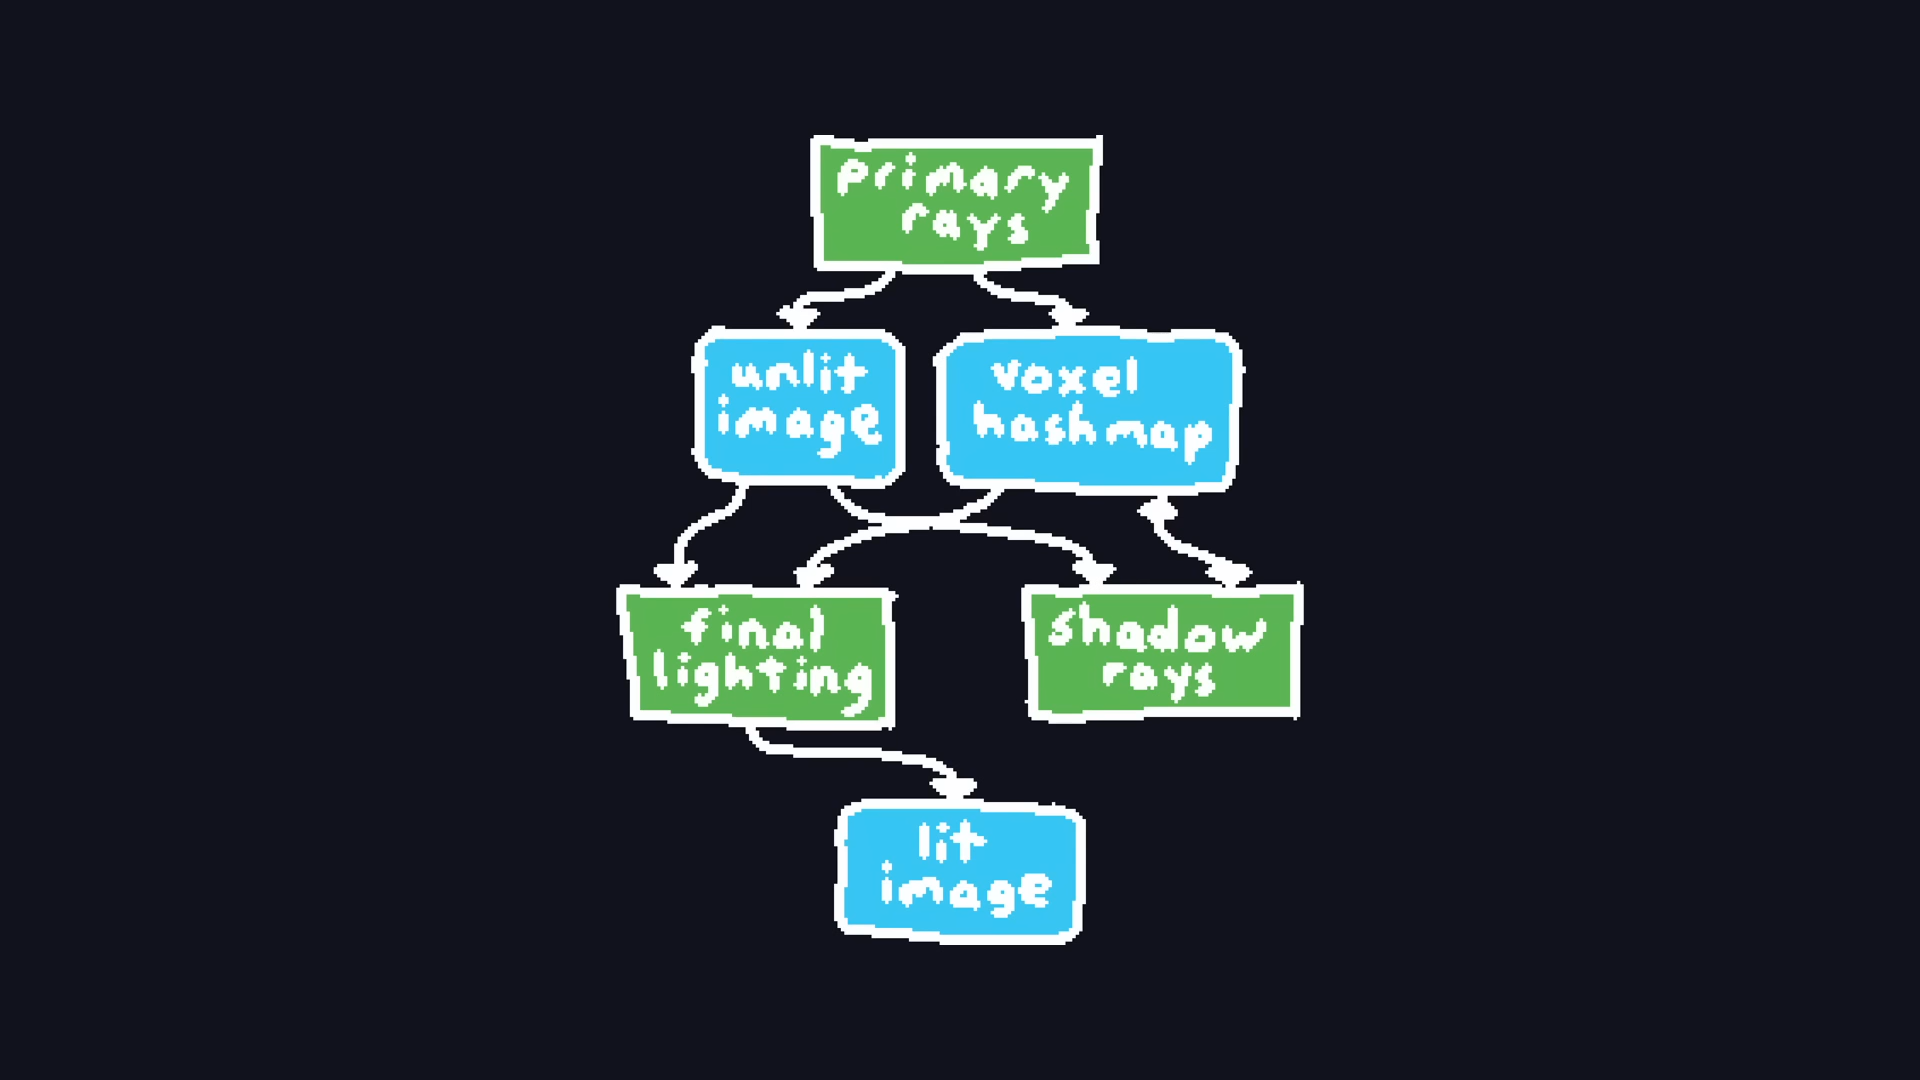 primary
rays
unlit
image
voxel
hashmap
final
lighting
shadow
rays
lit
image